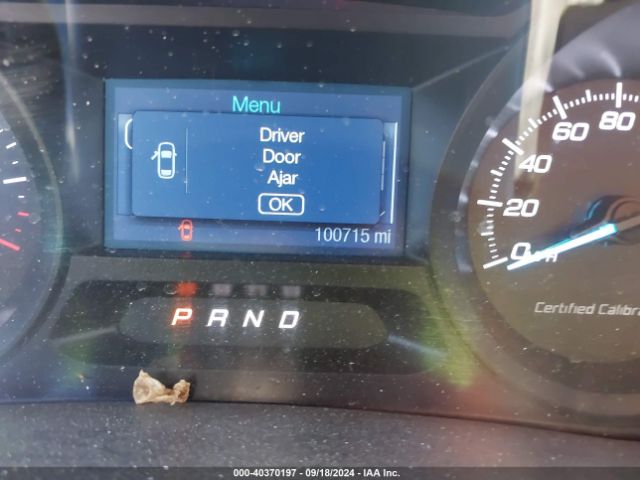 Menu
Driver
Door
Ajar
OK
100715 mi
P R N D
0 20 40 60 80
Certified Calibra
000-40370197 - 09/18/2024 - IAA Inc.